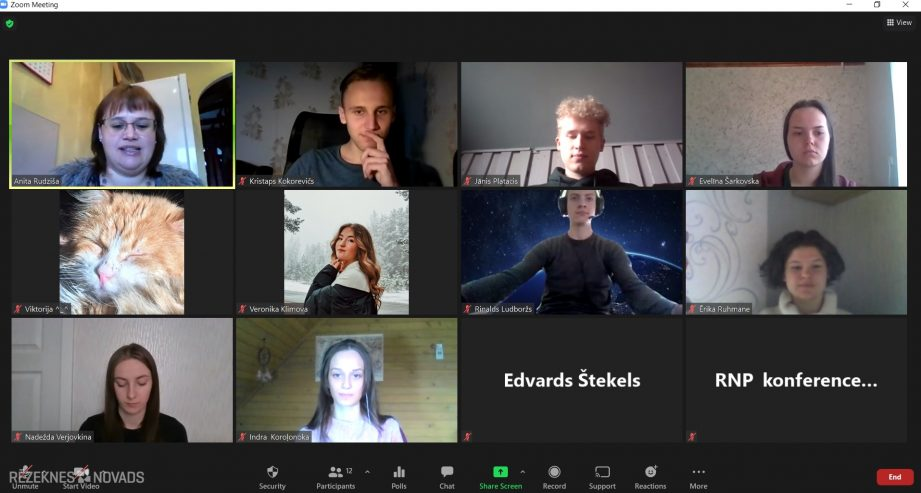 Zoom Meeting
View
Anita Rudziša
Kristaps Kokorevičs
Jānis Platacis
Evelīna Šarkovska
Viktorija ^_^
Veronika Klimova
Rinalds Ludboržs
Ērika Ruhmane
Nadežda Verjovkina
Indra Koroļonoka
Edvards Štekels
RNP konference...
Unmute
Start Video
Security
Participants 12
Polls
Chat
Share Screen
Record
Support
Reactions
More
End
RĒZEKNES NOVADS